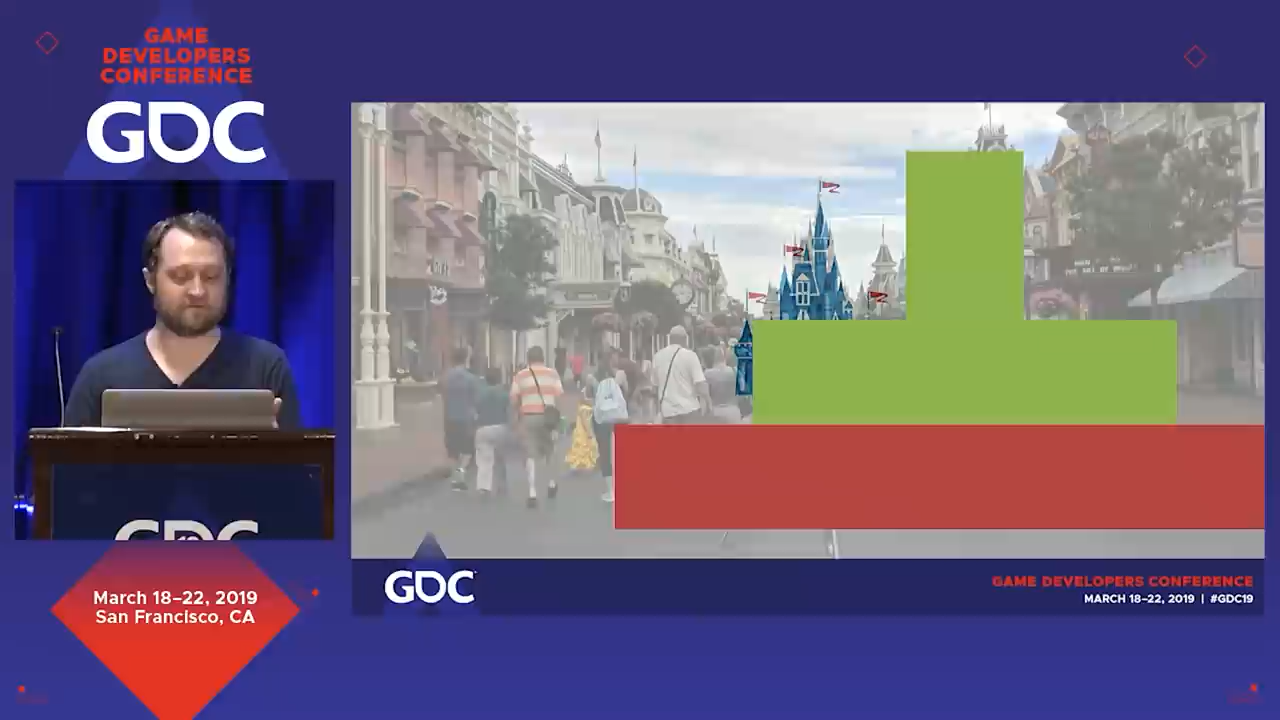 GAME
DEVELOPERS
CONFERENCE
GDC
GDC
March 18–22, 2019
San Francisco, CA
GDC
GAME DEVELOPERS CONFERENCE
MARCH 18–22, 2019 | #GDC19